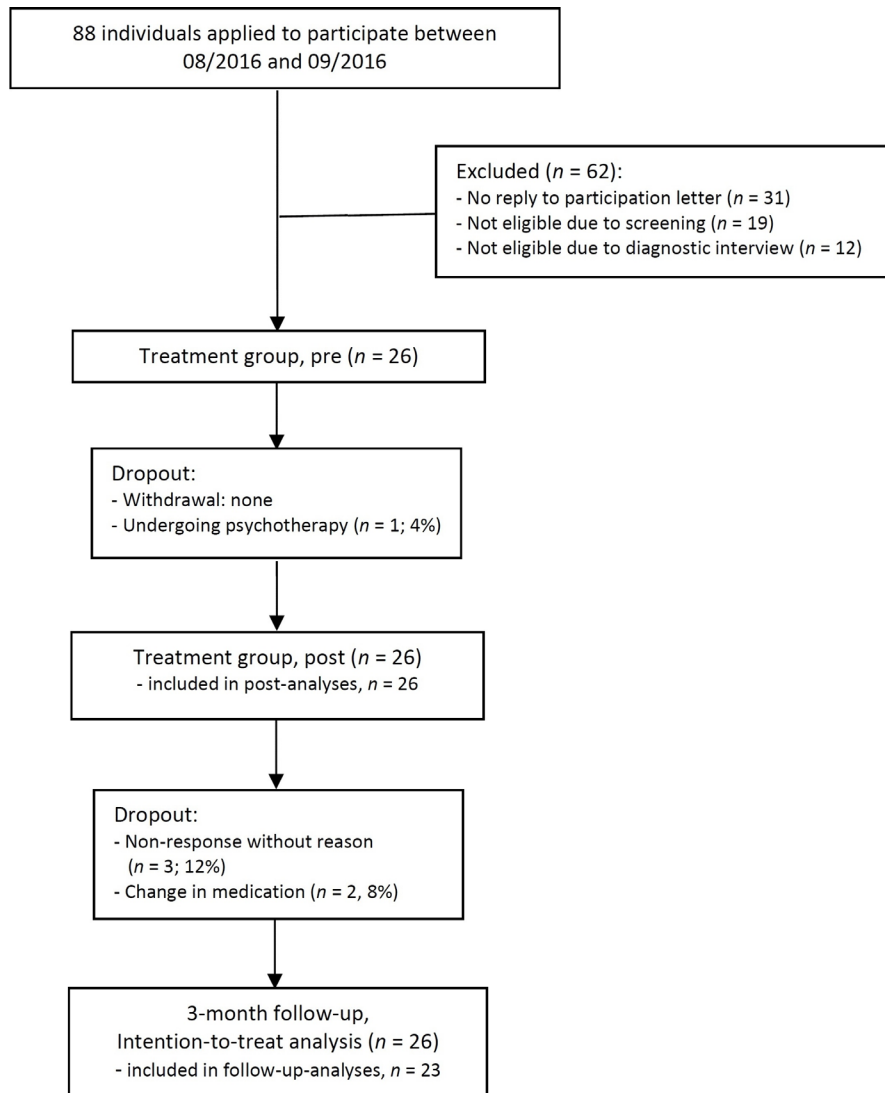 88 individuals applied to participate between
08/2016 and 09/2016
Excluded (n = 62):
- No reply to participation letter (n = 31)
- Not eligible due to screening (n = 19)
- Not eligible due to diagnostic interview (n = 12)
Treatment group, pre (n = 26)
Dropout:
- Withdrawal: none
- Undergoing psychotherapy (n = 1; 4%)
Treatment group, post (n = 26)
- included in post-analyses, n = 26
Dropout:
- Non-response without reason
(n = 3; 12%)
- Change in medication (n = 2, 8%)
3-month follow-up,
Intention-to-treat analysis (n = 26)
- included in follow-up-analyses, n = 23